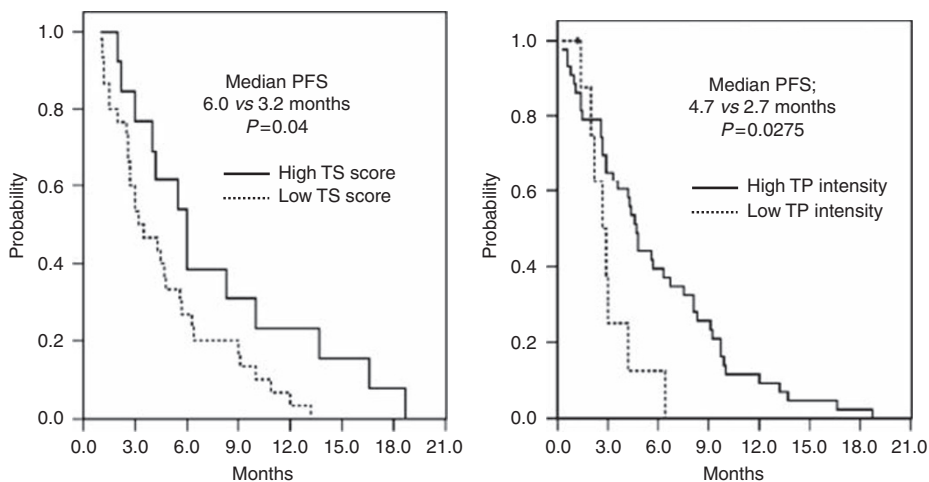 Median PFS
6.0 vs 3.2 months
P=0.04
High TS score
Low TS score
Probability
1.0
0.8
0.6
0.4
0.2
0.0
0.0 3.0 6.0 9.0 12.0 15.0 18.0 21.0
Months
Median PFS;
4.7 vs 2.7 months
P=0.0275
High TP intensity
Low TP intensity
Probability
1.0
0.8
0.6
0.4
0.2
0.0
0.0 3.0 6.0 9.0 12.0 15.0 18.0 21.0
Months